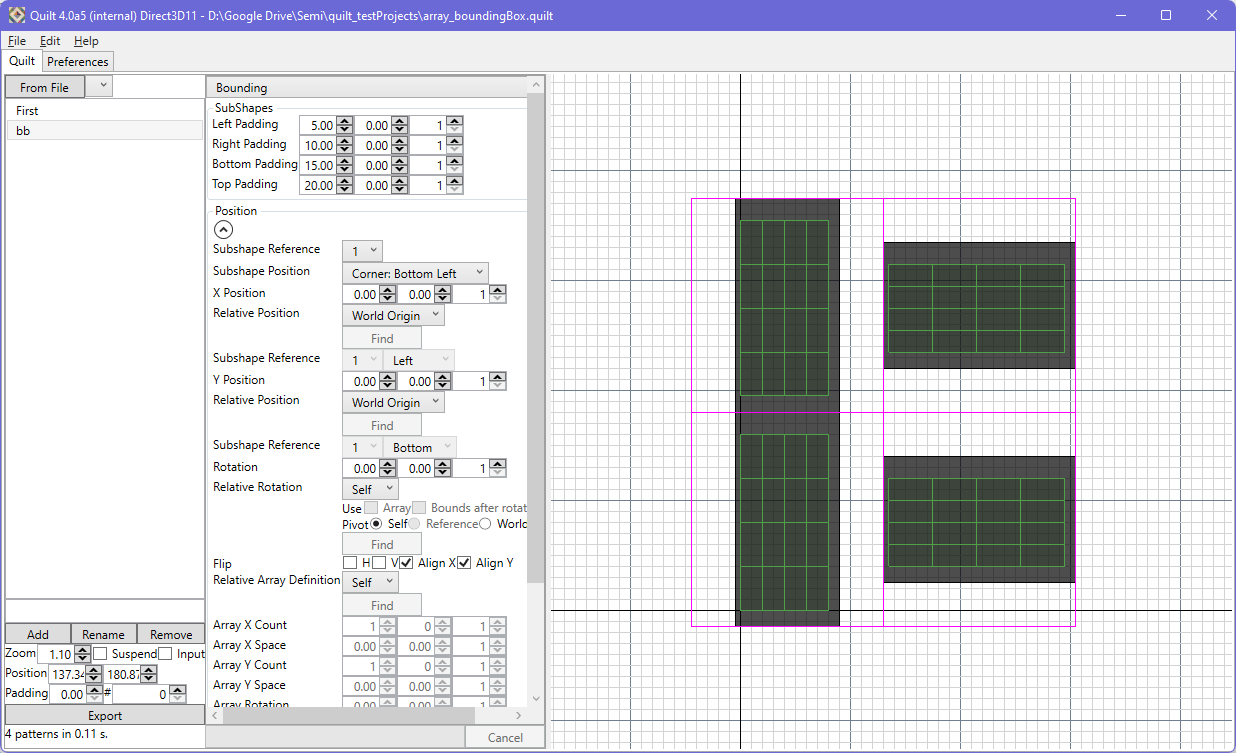 Quilt 4.0a5 (internal) Direct3D11 - D:\Google Drive\Semi\quilt_testProjects\array_boundingBox.quilt
File Edit Help
Quilt Preferences
From File
First
bb
Add Rename Remove
Zoom 1.10 Suspend Input
Position 137.34 180.87
Padding 0.00 # 0
Export
4 patterns in 0.11 s.
Bounding
SubShapes
Left Padding 5.00 0.00 1
Right Padding 10.00 0.00 1
Bottom Padding 15.00 0.00 1
Top Padding 20.00 0.00 1
Position
Subshape Reference 1
Subshape Position Corner: Bottom Left
X Position 0.00 0.00 1
Relative Position World Origin
Find
Subshape Reference 1 Left
Y Position 0.00 0.00 1
Relative Position World Origin
Find
Subshape Reference 1 Bottom
Rotation 0.00 0.00 1
Relative Rotation Self
Use Array Bounds after rotat
Pivot Self Reference World
Find
Flip H V Align X Align Y
Relative Array Definition Self
Find
Array X Count 1 0 1
Array X Space 0.00 0.00 1
Array Y Count 1 0 1
Array Y Space 0.00 0.00 1
Array Rotation 0.00 0.00 1
Cancel